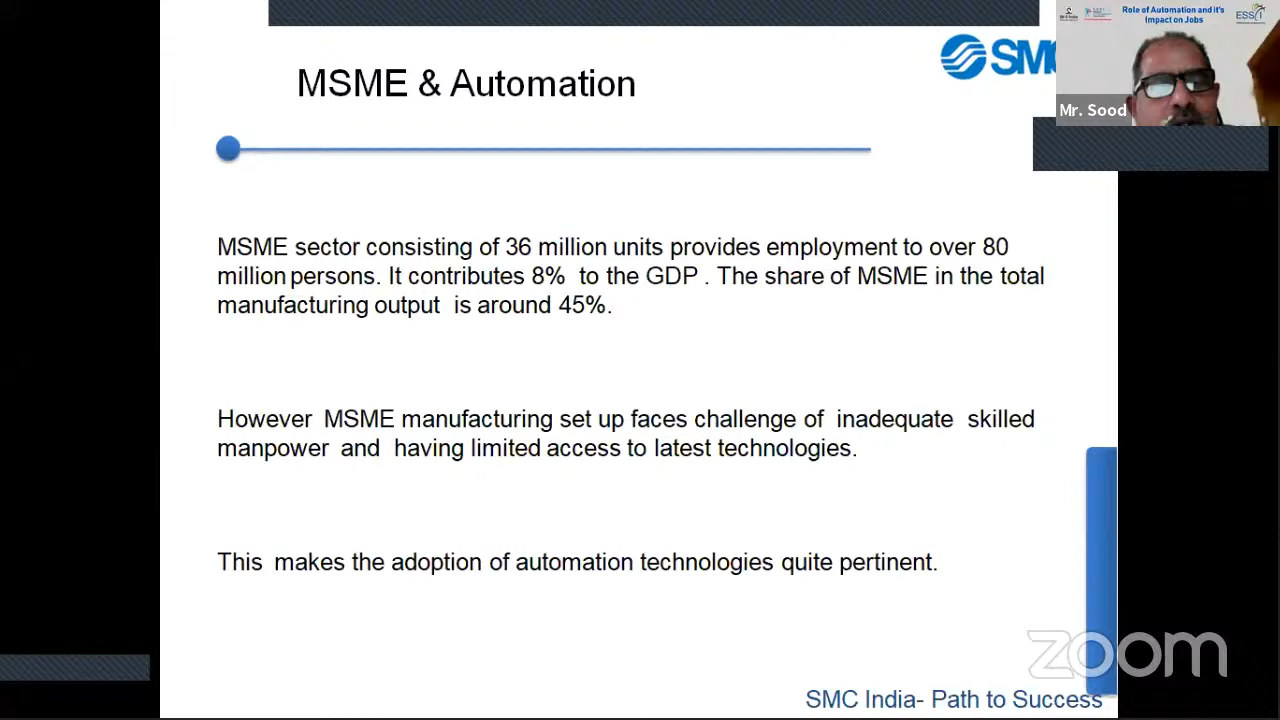 MSME & Automation
SMC
Role of Automation and it's
Impact on Jobs
ESSCI
Mr. Sood
MSME sector consisting of 36 million units provides employment to over 80
million persons. It contributes 8% to the GDP . The share of MSME in the total
manufacturing output is around 45%.
However MSME manufacturing set up faces challenge of inadequate skilled
manpower and having limited access to latest technologies.
This makes the adoption of automation technologies quite pertinent.
zoom
SMC India- Path to Success